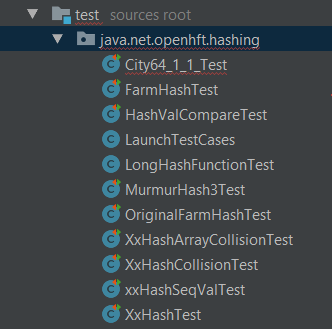 test sources root
java.net.openhft.hashing
City64_1_1_Test
FarmHashTest
HashValCompareTest
LaunchTestCases
LongHashFunctionTest
MurmurHash3Test
OriginalFarmHashTest
XxHashArrayCollisionTest
XxHashCollisionTest
xxHashSeqValTest
XxHashTest